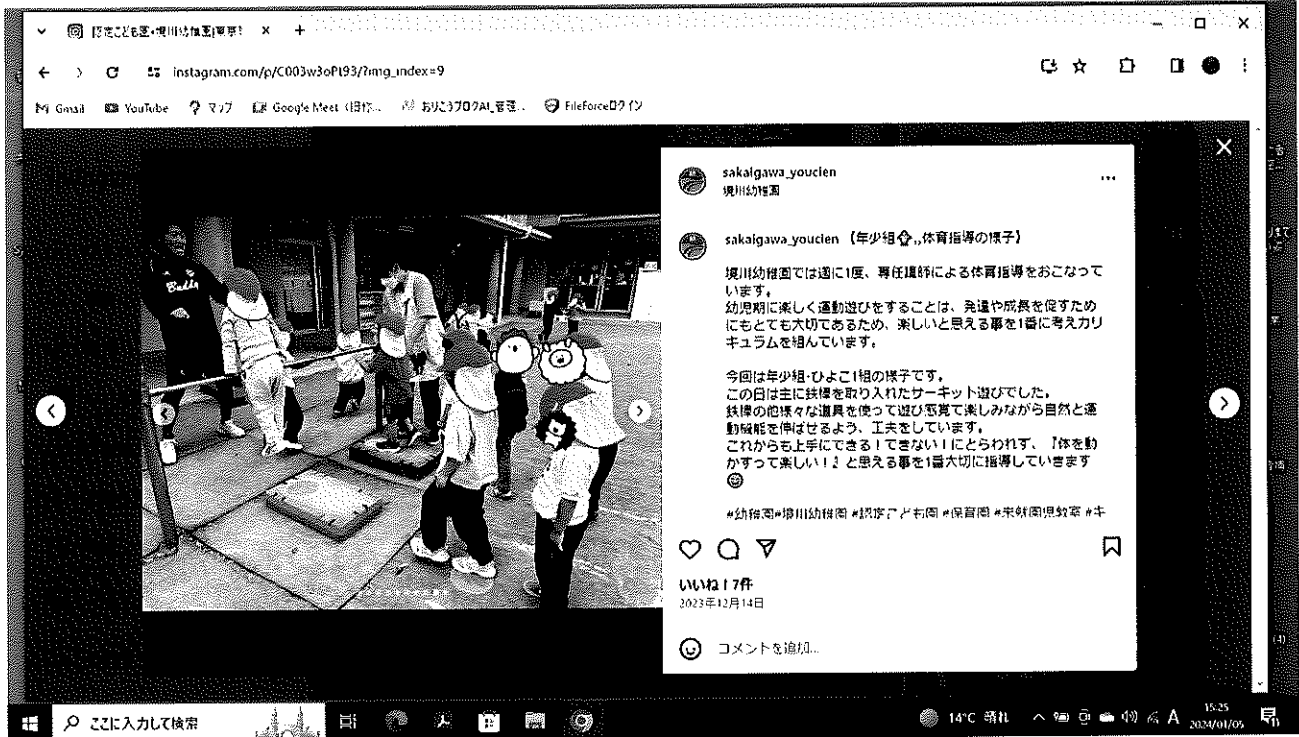 instagram.com/p/C003w3oPt93/?img_index=9
Gmail
YouTube
マップ
Google Meet
FileForceログイン
Buddy
sakaigawa_youcien
境川幼稚園
sakaigawa_youcien 【年少組 体育指導の様子】
境川幼稚園では週に1度、専任講師による体育指導をおこなって
います。
幼児期に楽しく運動遊びをすることは、発達や成長を促すため
にもとても大切であるため、楽しいと思える事を1番に考えカリ
キュラムを組んでいます。
今回は年少組・ひよこ1組の様子です。
この日は主に鉄棒を取り入れたサーキット遊びでした。
鉄棒の他様々な道具を使って遊び感覚で楽しみながら自然と運
動機能を伸ばせるよう、工夫をしています。
これからも上手にできる！できない！にとらわれず、『体を動
かすって楽しい！』と思える事を1番大切に指導していきます
#幼稚園#境川幼稚園 #認定こども園 #保育園 #未就園児教室 #キ
いいね！7件
2023年12月14日
コメントを追加...
ここに入力して検索
14°C 晴れ
A
15:25
2024/01/05